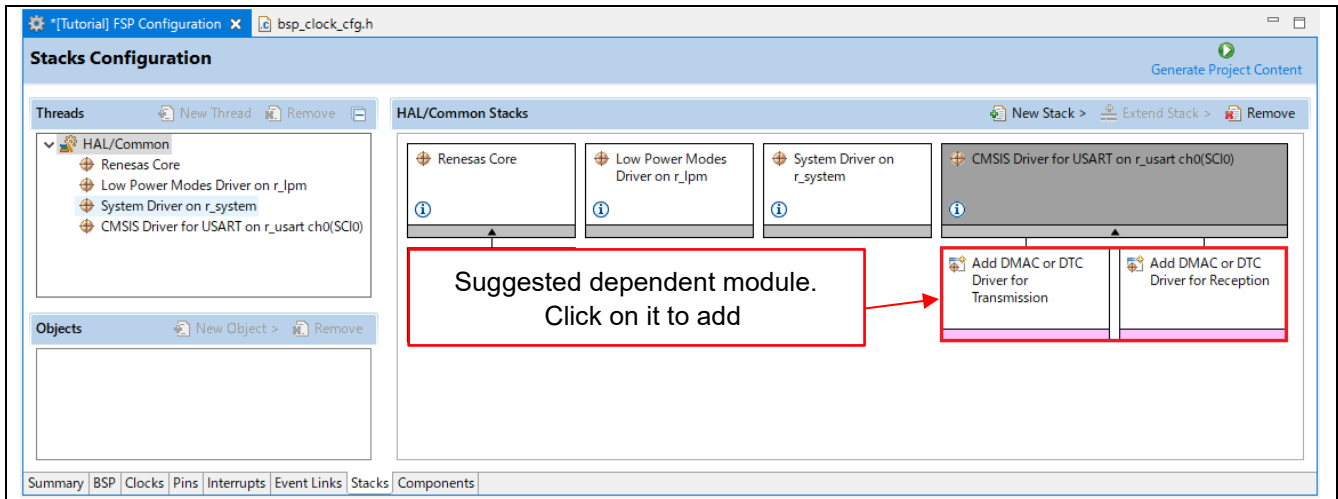 *[Tutorial] FSP Configuration
bsp_clock_cfg.h
Stacks Configuration
Generate Project Content
Threads
New Thread
Remove
HAL/Common
Renesas Core
Low Power Modes Driver on r_lpm
System Driver on r_system
CMSIS Driver for USART on r_usart ch0(SCI0)
Objects
New Object >
Remove
HAL/Common Stacks
New Stack >
Extend Stack >
Remove
Renesas Core
Low Power Modes
Driver on r_lpm
System Driver on
r_system
CMSIS Driver for USART on r_usart ch0(SCI0)
Add DMAC or DTC
Driver for
Transmission
Add DMAC or DTC
Driver for Reception
Suggested dependent module.
Click on it to add
Summary BSP Clocks Pins Interrupts Event Links Stacks Components